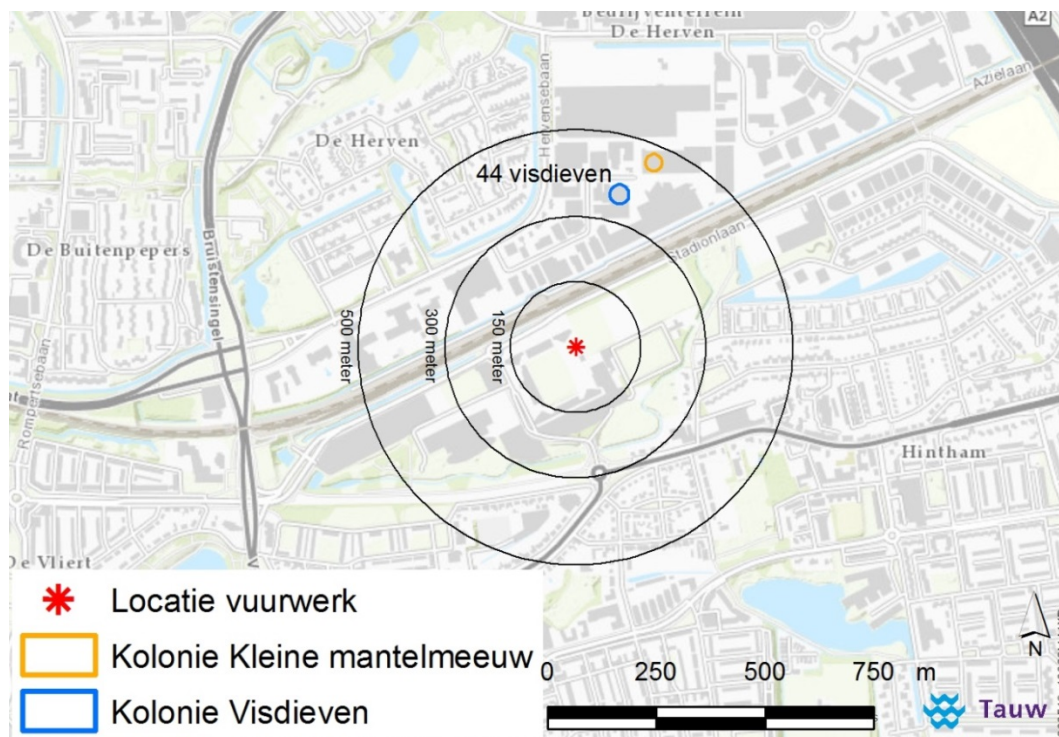 Bedrijventerrein
De Herven
A2
Azielaan
Hervensebaan
De Herven
44 visdieven
De Buitenpepers
Bruistensingel
Stadionlaan
500 meter
300 meter
150 meter
Rompertsebaan
Hintham
De Vliert
Locatie vuurwerk
Kolonie Kleine mantelmeeuw
Kolonie Visdieven
0 250 500 750 m
N
Tauw